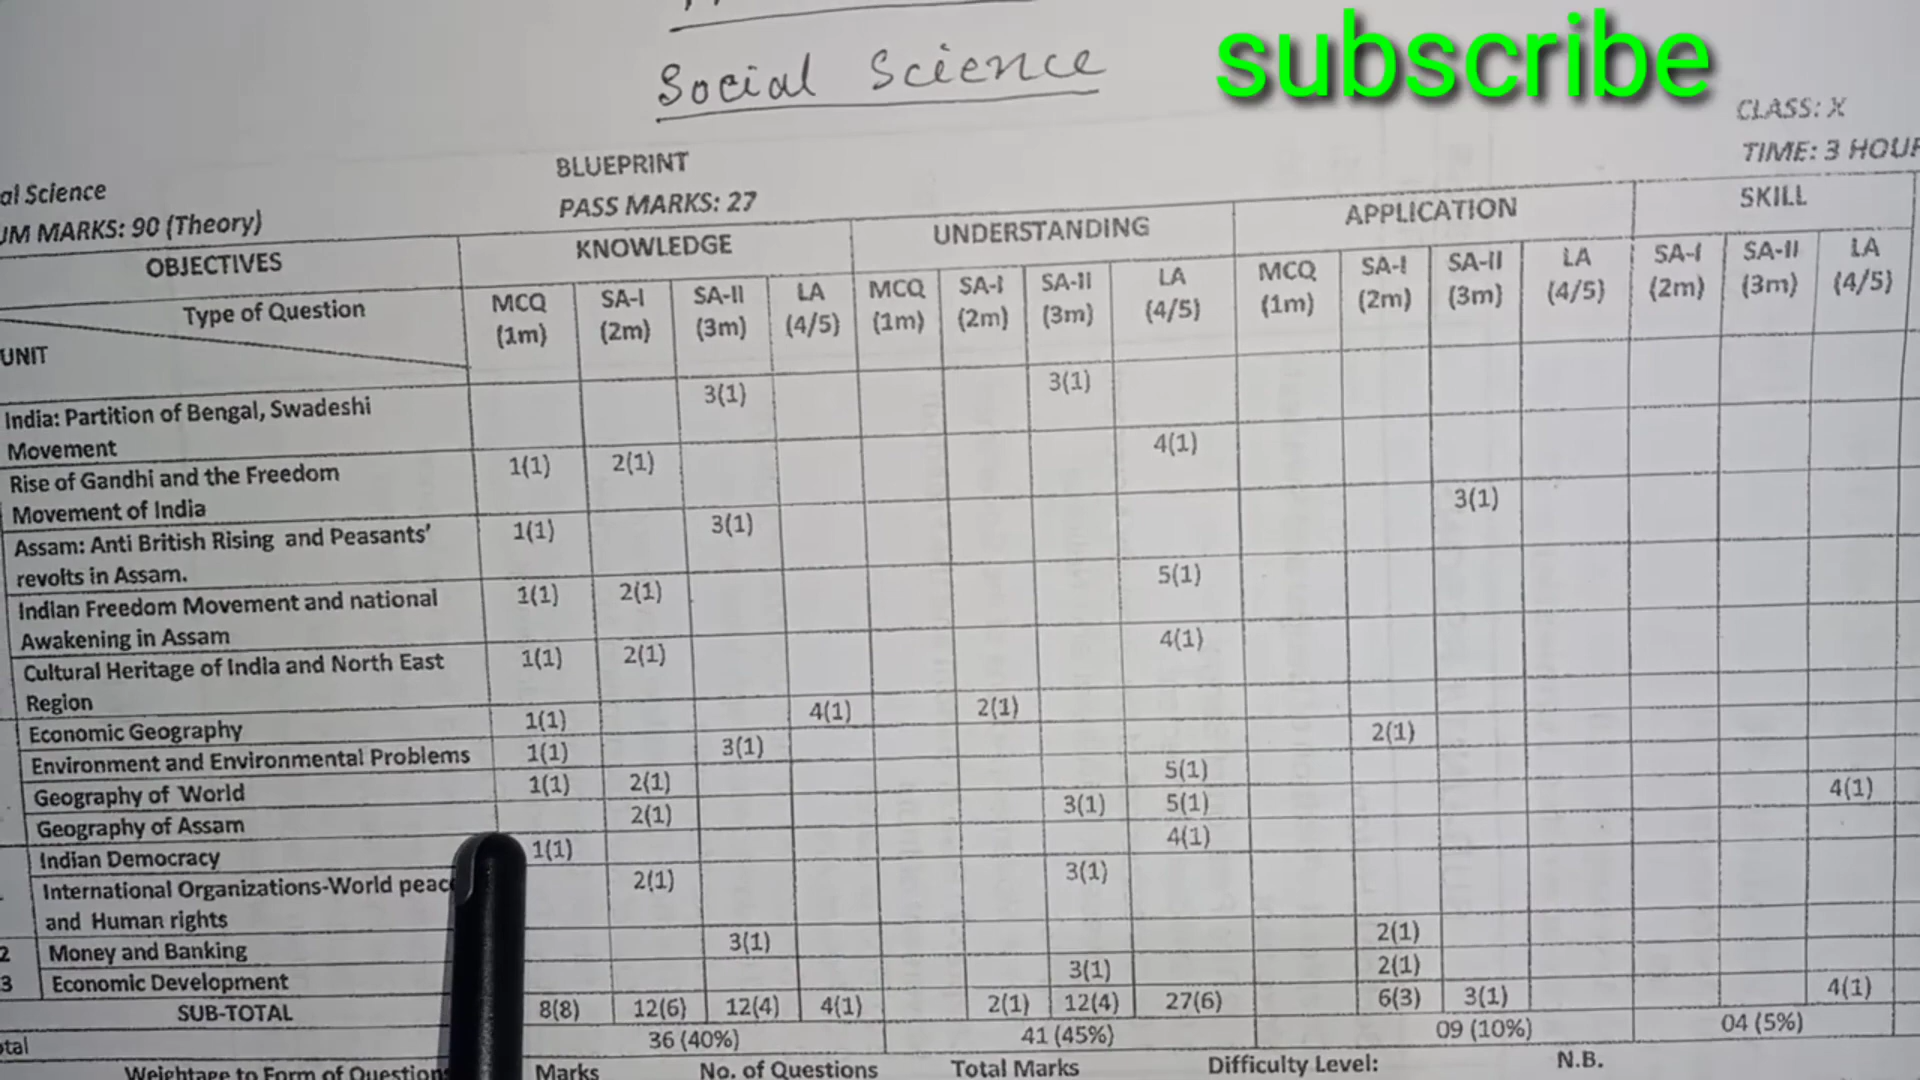 Social Science
subscribe
CLASS: X
BLUEPRINT
TIME: 3 HOUR
al Science
PASS MARKS: 27
UM MARKS: 90 (Theory)
OBJECTIVES KNOWLEDGE UNDERSTANDING APPLICATION SKILL
Type of Question MCQ (1m) SA-I (2m) SA-II (3m) LA (4/5) MCQ (1m) SA-I (2m) SA-II (3m) LA (4/5) MCQ (1m) SA-I (2m) SA-II (3m) LA (4/5) SA-I (2m) SA-II (3m) LA (4/5)
UNIT
India: Partition of Bengal, Swadeshi 3(1) 3(1)
Movement
Rise of Gandhi and the Freedom 1(1) 2(1) 4(1)
Movement of India
Assam: Anti British Rising and Peasants' 1(1) 3(1) 3(1)
revolts in Assam.
Indian Freedom Movement and national 1(1) 2(1) 5(1)
Awakening in Assam
Cultural Heritage of India and North East 1(1) 2(1) 4(1)
Region
Economic Geography 1(1) 4(1) 2(1)
Environment and Environmental Problems 1(1) 3(1) 2(1)
Geography of World 1(1) 2(1) 5(1)
Geography of Assam 2(1) 3(1) 5(1) 4(1)
Indian Democracy 1(1) 4(1)
International Organizations-World peac 2(1) 3(1)
and Human rights
2 Money and Banking 3(1) 2(1)
3 Economic Development 3(1) 2(1)
SUB-TOTAL 8(8) 12(6) 12(4) 4(1) 2(1) 12(4) 27(6) 6(3) 3(1) 4(1)
otal 36 (40%) 41 (45%) 09 (10%) 04 (5%)
Weightage to Form of Question Marks No. of Questions Total Marks Difficulty Level: N.B.